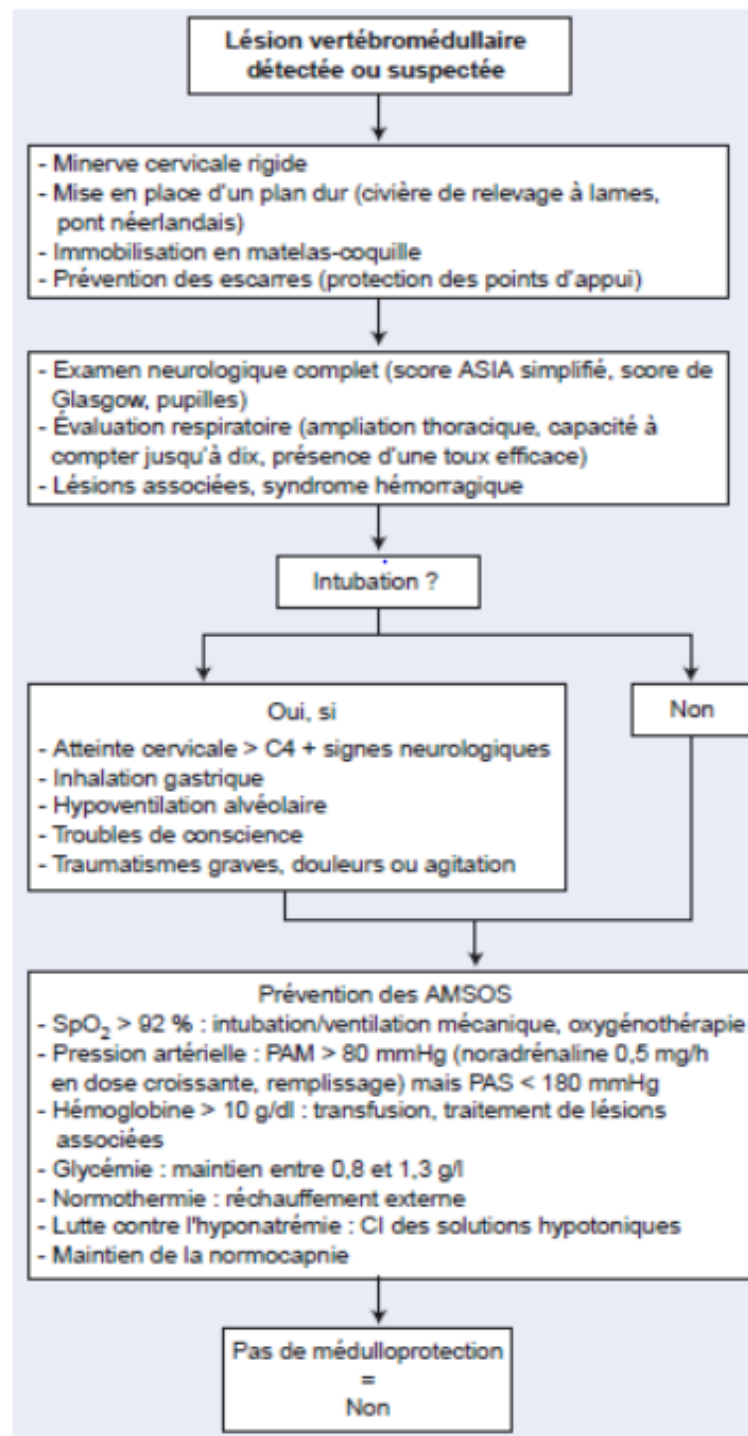 Lésion vertébromédullaire
détectée ou suspectée
- Minerve cervicale rigide
- Mise en place d'un plan dur (civière de relevage à lames,
pont néerlandais)
- Immobilisation en matelas-coquille
- Prévention des escarres (protection des points d'appui)
- Examen neurologique complet (score ASIA simplifié, score de
Glasgow, pupilles)
- Évaluation respiratoire (ampliation thoracique, capacité à
compter jusqu'à dix, présence d'une toux efficace)
- Lésions associées, syndrome hémorragique
Intubation ?
Oui, si
- Atteinte cervicale > C4 + signes neurologiques
- Inhalation gastrique
- Hypoventilation alvéolaire
- Troubles de conscience
- Traumatismes graves, douleurs ou agitation
Non
Prévention des AMSOS
- SpO₂ > 92 % : intubation/ventilation mécanique, oxygénothérapie
- Pression artérielle : PAM > 80 mmHg (noradrénaline 0,5 mg/h
en dose croissante, remplissage) mais PAS < 180 mmHg
- Hémoglobine > 10 g/dl : transfusion, traitement de lésions
associées
- Glycémie : maintien entre 0,8 et 1,3 g/l
- Normothermie : réchauffement externe
- Lutte contre l'hyponatrémie : CI des solutions hypotoniques
- Maintien de la normocapnie
Pas de médulloprotection
=
Non